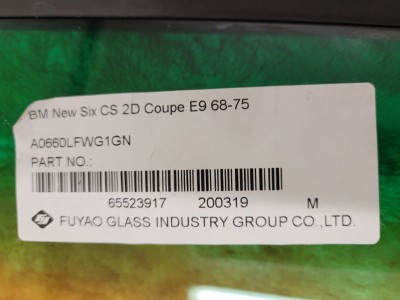 BM New Six CS 2D Coupe E9 68-75
A0660LFWG1GN
PART NO.:
65523917 200319 M
FUYAO GLASS INDUSTRY GROUP CO.,LTD.